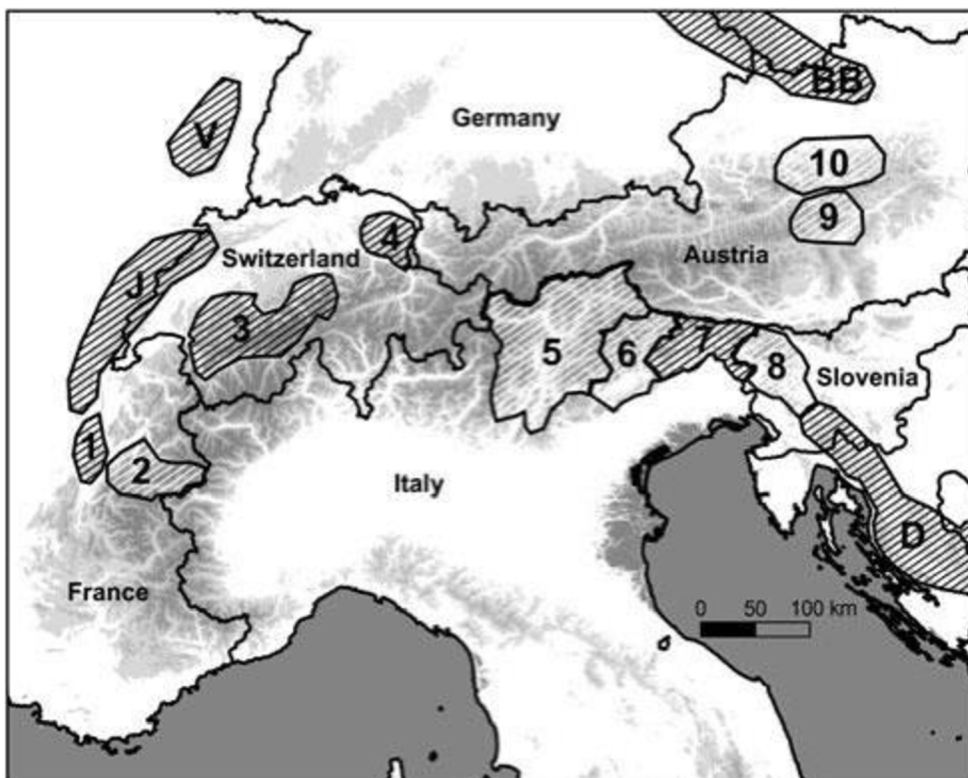 BB
Germany
V
10
9
4
Switzerland
Austria
J
3
7
5
6
8
Slovenia
1
2
Italy
D
France
0 50 100 km